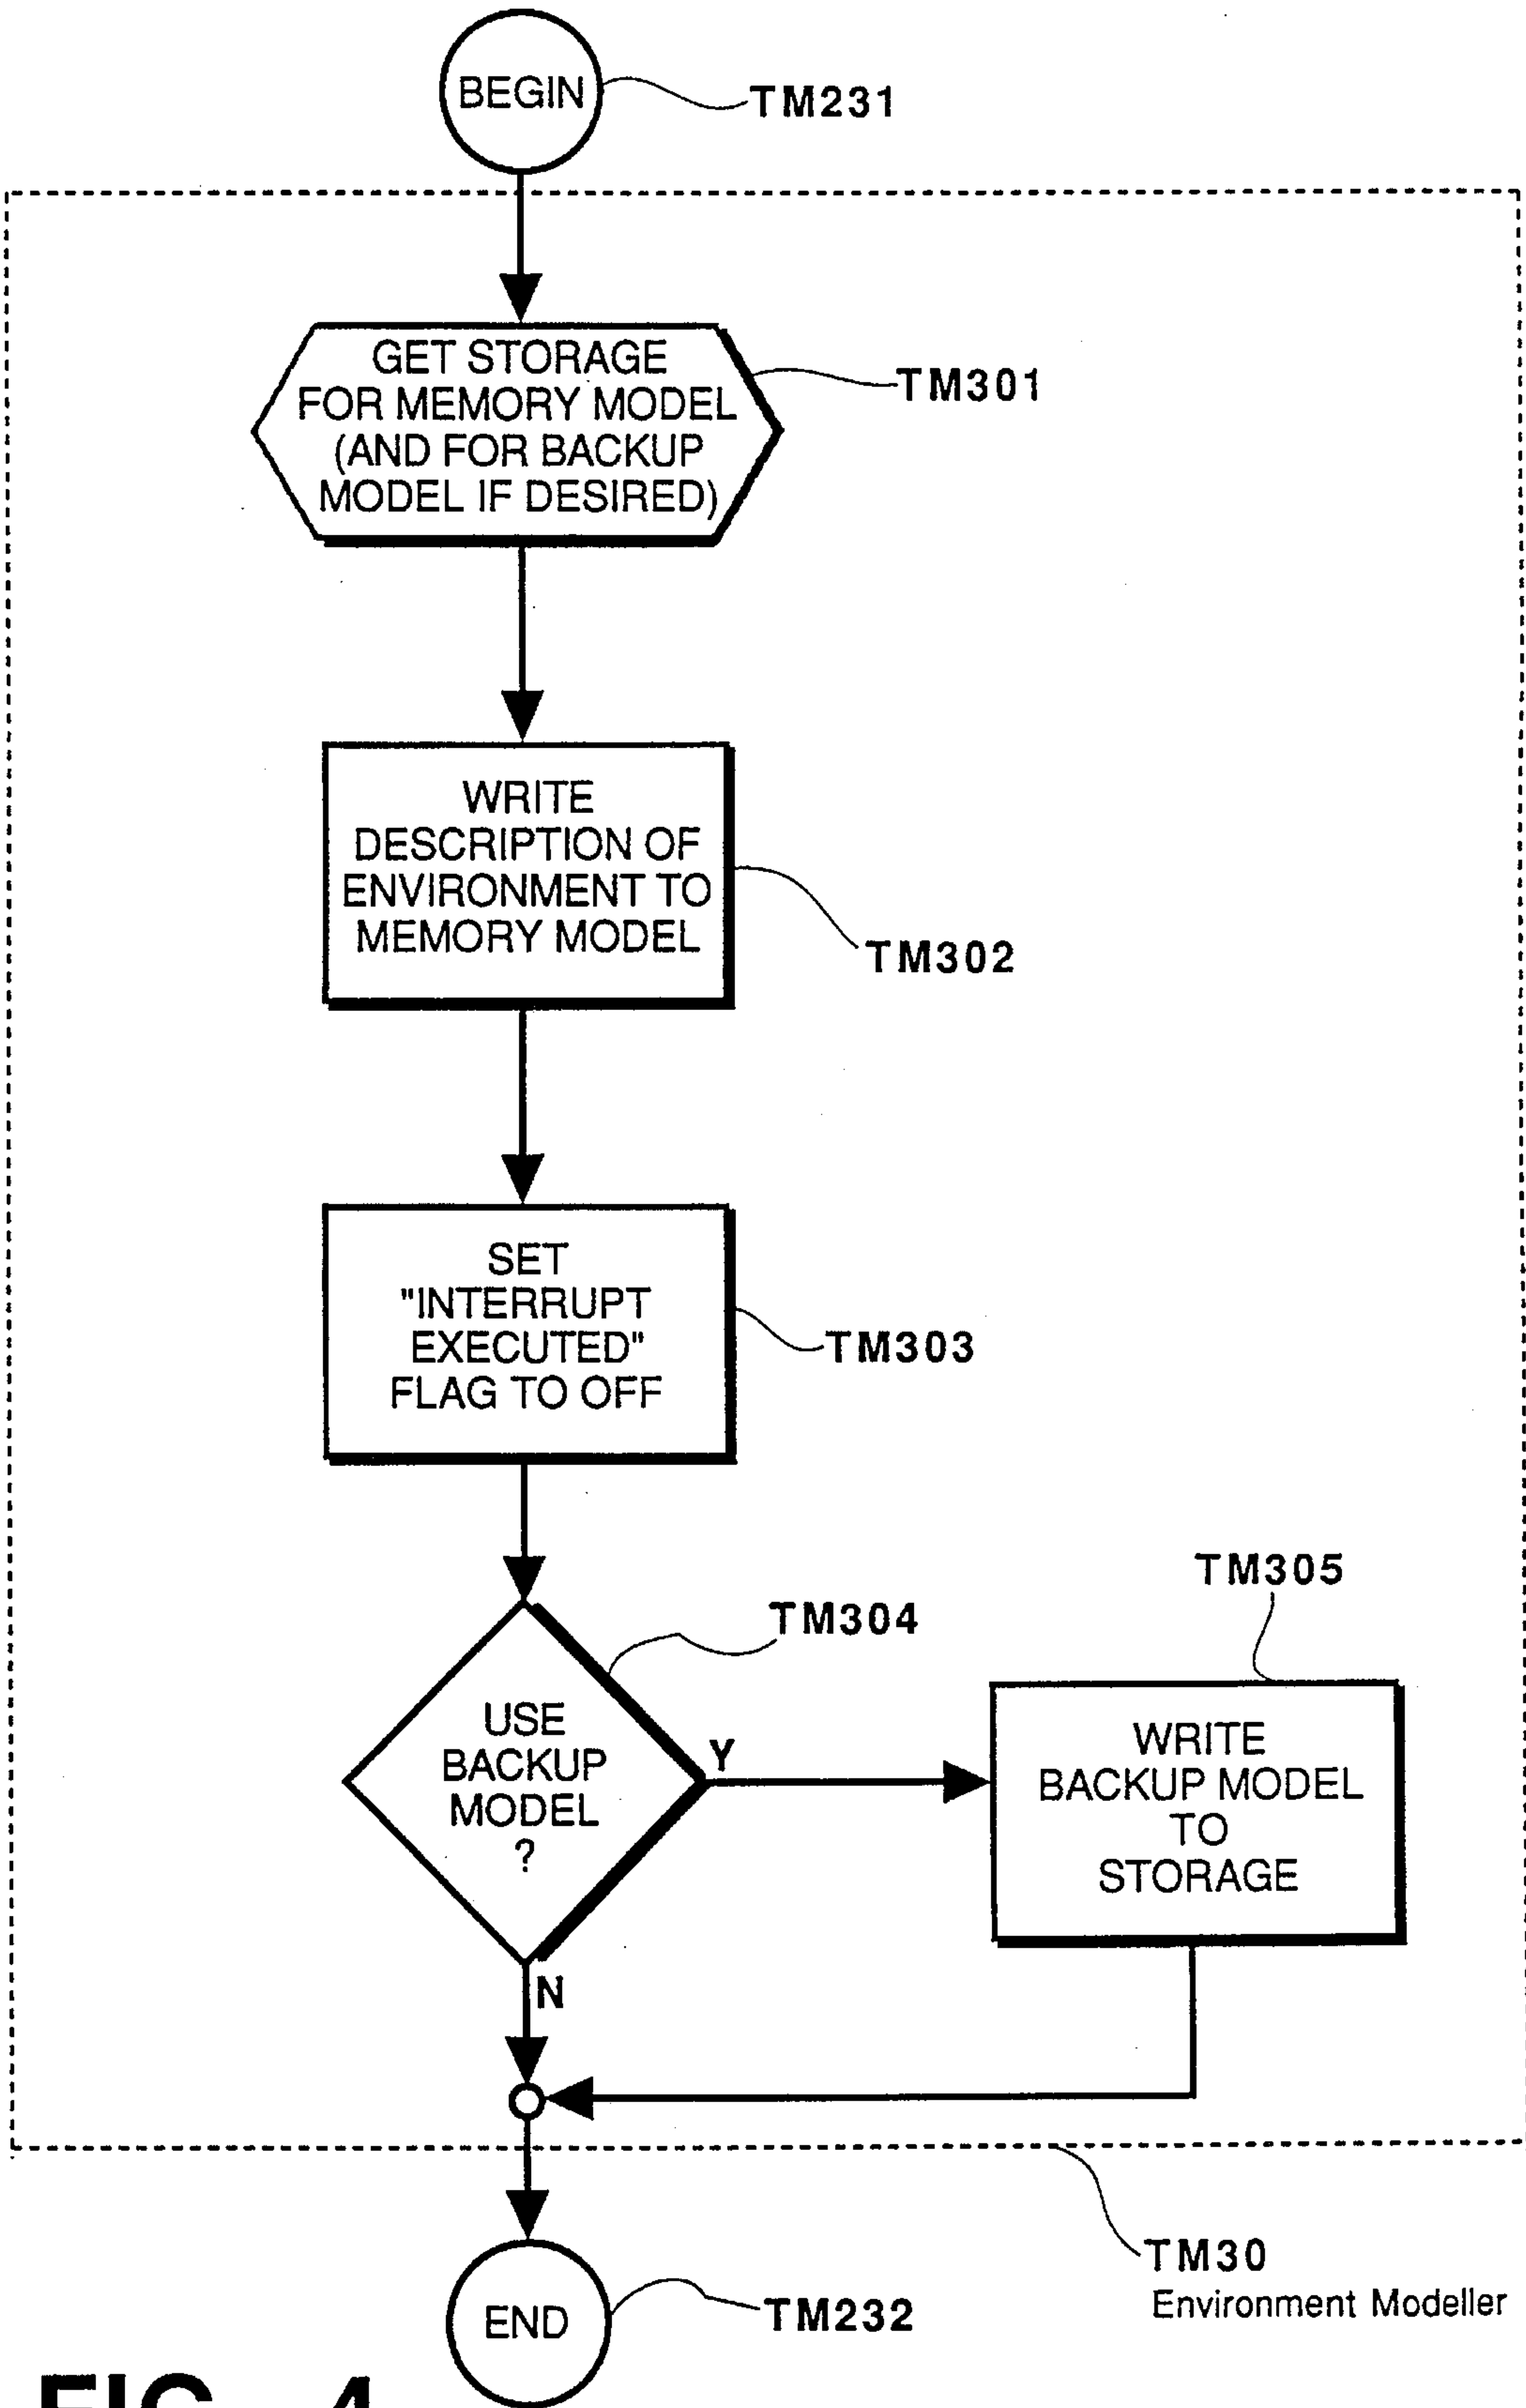 BEGIN
TM231
GET STORAGE
FOR MEMORY MODEL
(AND FOR BACKUP
MODEL IF DESIRED)
TM301
WRITE
DESCRIPTION OF
ENVIRONMENT TO
MEMORY MODEL
TM302
SET
"INTERRUPT
EXECUTED"
FLAG TO OFF
TM303
TM304
USE
BACKUP
MODEL
?
Y
N
TM305
WRITE
BACKUP MODEL
TO
STORAGE
TM30
Environment Modeller
END
TM232
FIG. 4